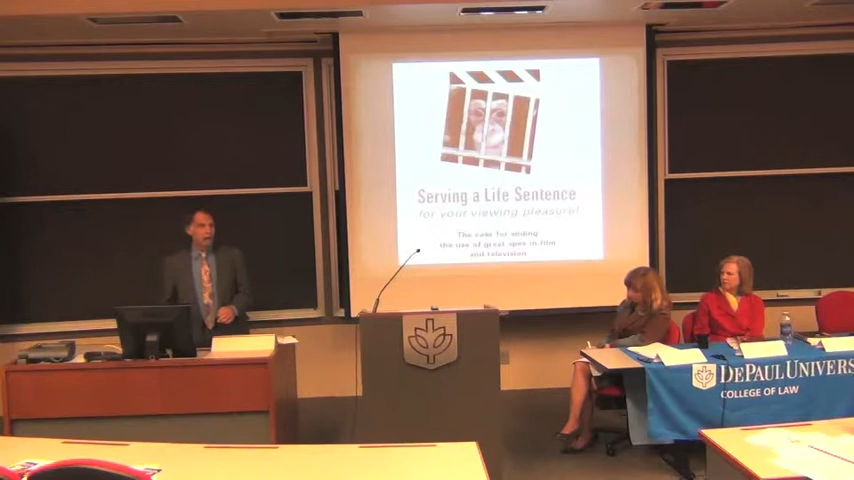 Serving a Life Sentence
for your viewing pleasure!
The case for ending
the use of great apes in film
and television
DEPAUL UNIVERS
COLLEGE OF LAW